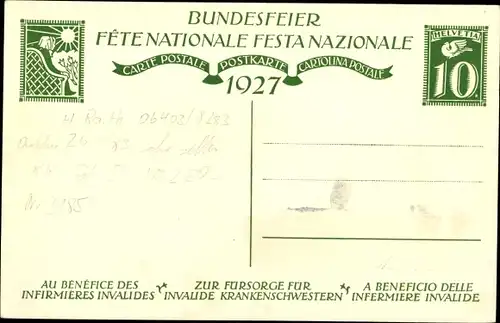 BUNDESFEIER
FÊTE NATIONALE FESTA NAZIONALE
CARTE POSTALE POSTKARTE CARTOLINA POSTALE
1927
HELVETIA
10
AU BÉNÉFICE DES
INFIRMIÈRES INVALIDES
ZUR FÜRSORGE FÜR
INVALIDE KRANKENSCHWESTERN
A BENEFICIO DELLE
INFERMIERE INVALIDE